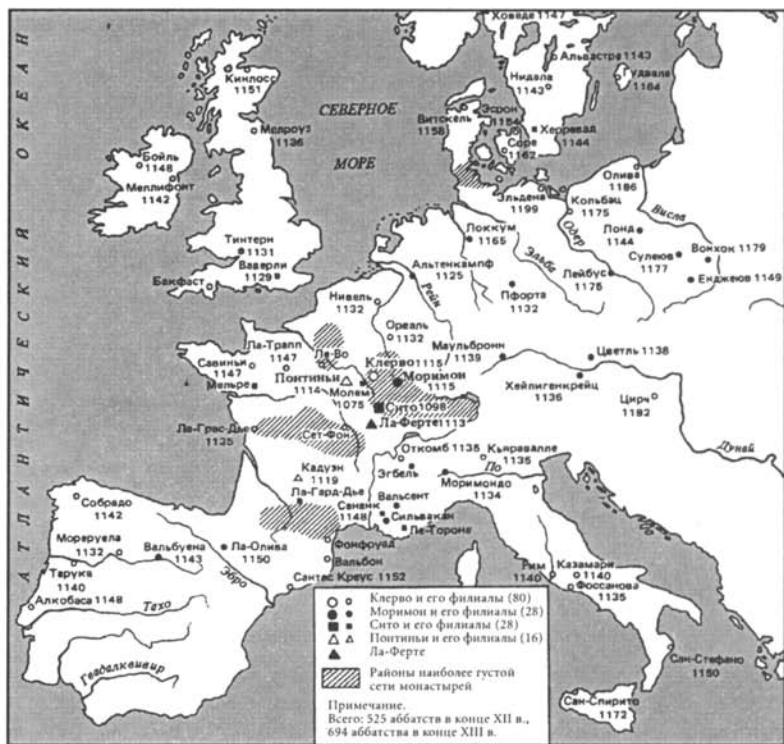 АТЛАНТИЧЕСКИЙ ОКЕАН
СЕВЕРНОЕ
МОРЕ
Ховеде 1147
Альвастра 1143
Гудвала
1164
Нидала
1143
Кинлосс
1151
Мелроуз
1136
Витскель
1158
Эсрон
1154
Херревад
1144
Соре
1162
Бойль
1148
Меллифонт
1142
Олива
1186
Эльдена
1199
Кольбац
1175
Висла
Одер
Лонд
1144
Вонхок 1179
Сулеюв
1177
Енджеюв 1149
Локкум
1165
Эльба
Лейбус
1175
Тинтерн
1131
Ваверли
1129
Бакфаст
Альтенкампф
1125
Рейн
Пфорта
1132
Нивель
1132
Ореаль
1132
Маульбронн
1139
Цветль 1138
Хейлигенкрейц
1136
Цирч
1182
Дунай
Ла-Трапп
1147
Савиньи
1147
Мельре
Ле-Во
Клерво 1115
Моримон
1115
Понтиньи
1114
Молем
1075
Сито 1098
Ла-Ферте 1113
Ла-Грас-Дье
1135
Сет-Фон
Откомб 1135
Кьяравалле
1135
По
Эгбель
Моримондо
1134
Кадуэн
1119
Ла-Гард-Дье
Сенанк
1148
Вальсент
Сильвакан
Ле-Тороне
Собрадо
1142
Мореруела
1132
Вальбуена
1143
Ла-Олива
1150
Фонфруад
Вальбон
Эбро
Сантес Креус 1152
Тарука
1140
Алкобаса 1148
Тахо
Гвадалквивир
Рим
1140
Казамари
1140
Фоссанова
1135
Сан-Стефано
1150
Сан-Спирито
1172
Клерво и его филиалы (80)
Моримон и его филиалы (28)
Сито и его филиалы (28)
Понтиньи и его филиалы (16)
Ла-Ферте
Районы наиболее густой
сети монастырей
Примечание.
Всего: 525 аббатств в конце XII в.,
694 аббатства в конце XIII в.